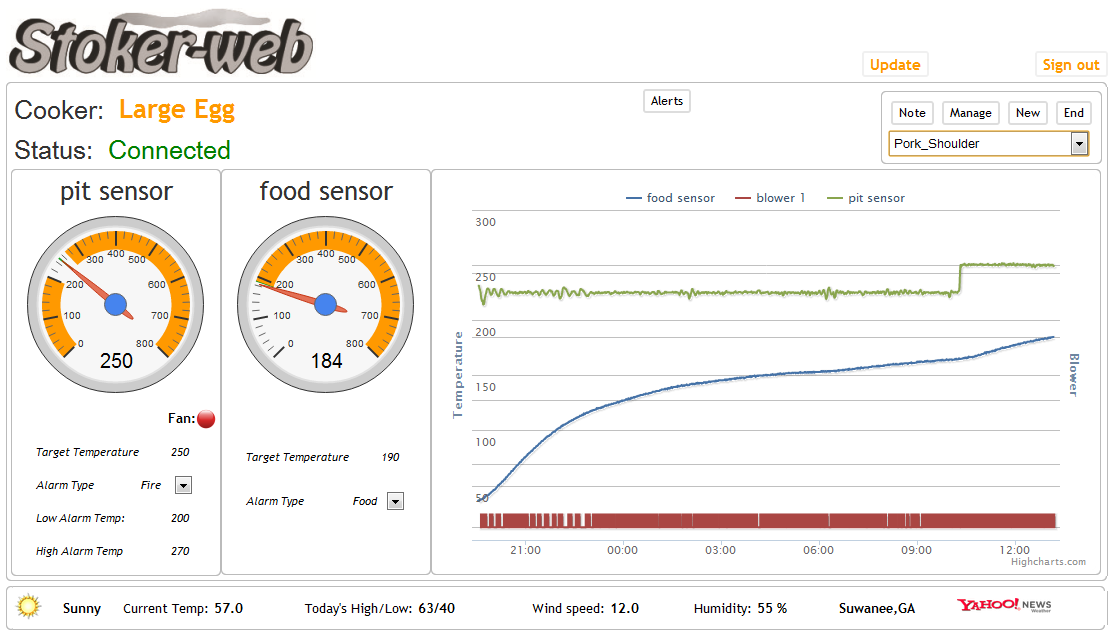 Stoker-web
Update
Sign out
Cooker: Large Egg
Alerts
Note Manage New End
Status: Connected
Pork_Shoulder
pit sensor
0 100 200 300 400 500 600 700 800
250
Fan:
Target Temperature 250
Alarm Type Fire
Low Alarm Temp: 200
High Alarm Temp 270
food sensor
0 100 200 300 400 500 600 700 800
184
Target Temperature 190
Alarm Type Food
food sensor blower 1 pit sensor
300
250
200
150
100
50
Temperature
Blower
21:00 00:00 03:00 06:00 09:00 12:00
Highcharts.com
Sunny Current Temp: 57.0 Today's High/Low: 63/40 Wind speed: 12.0 Humidity: 55 % Suwanee,GA YAHOO! NEWS
Weather